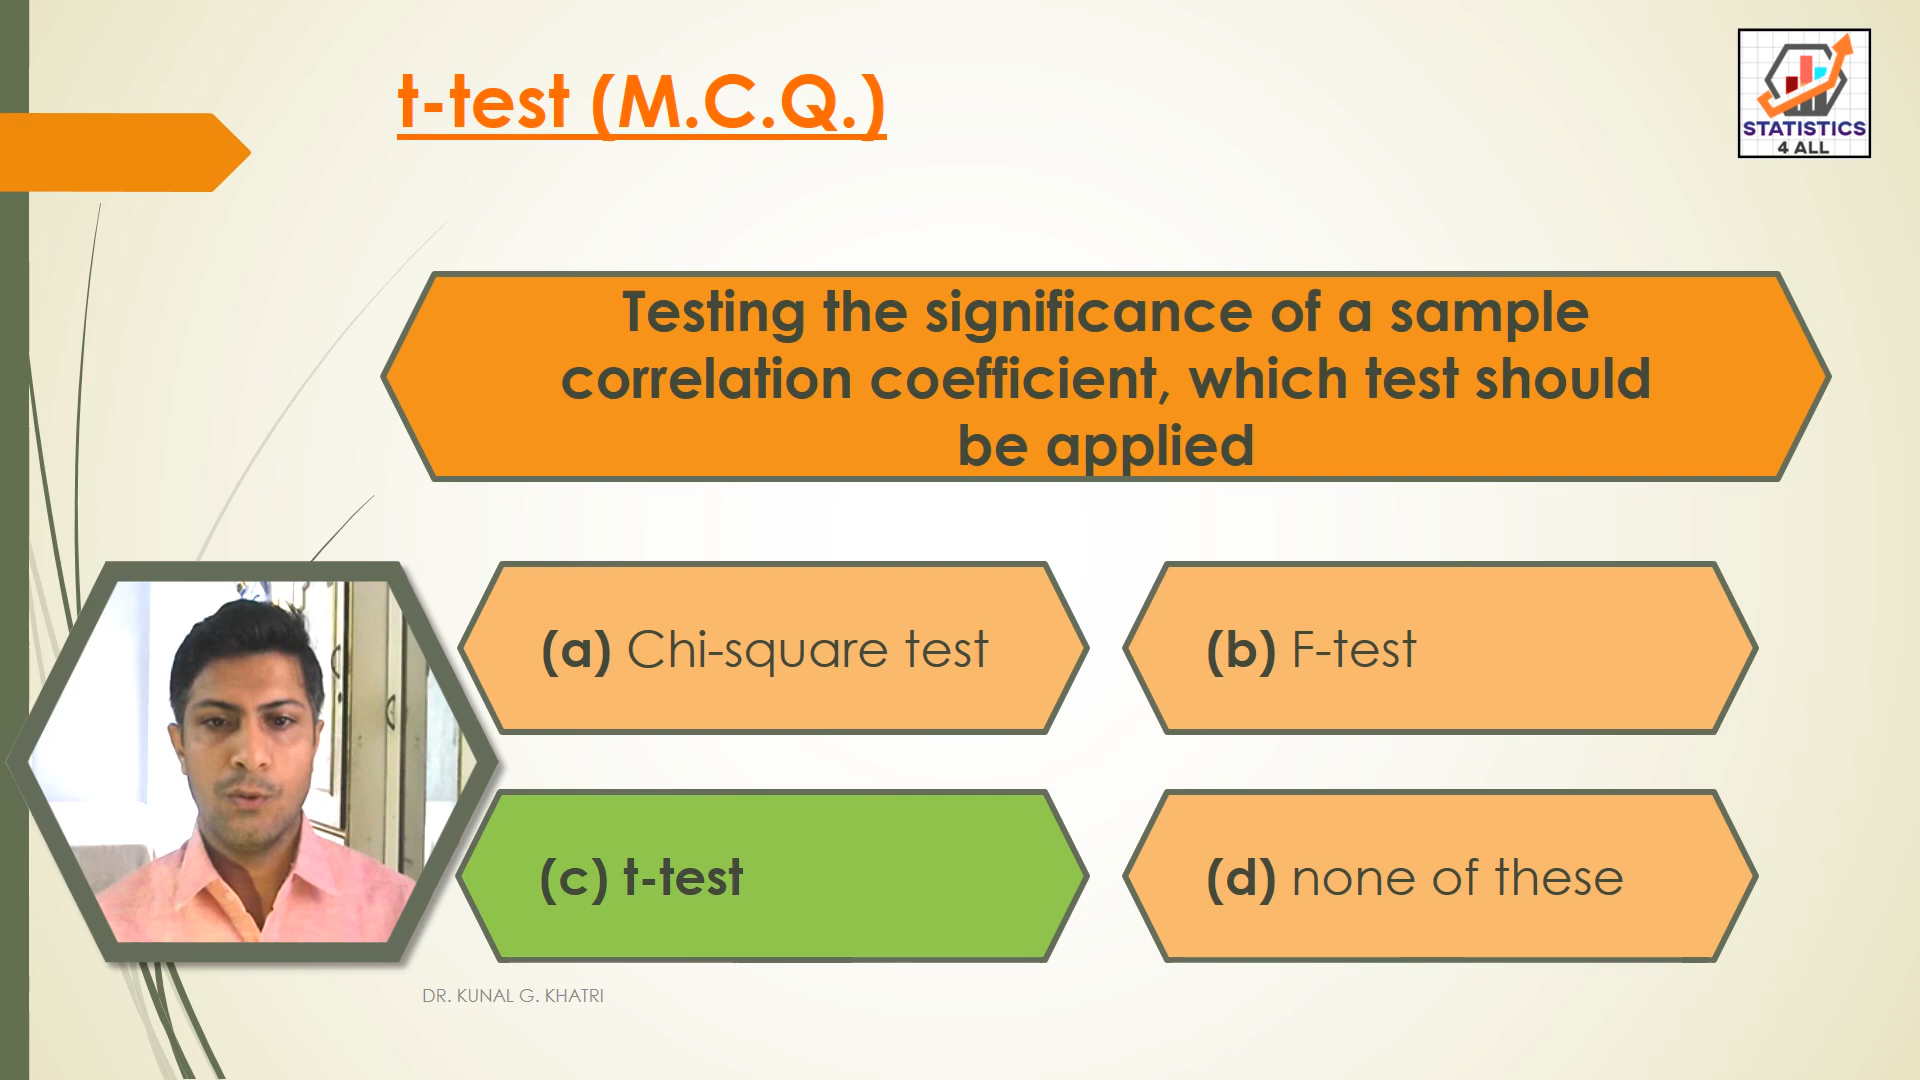 t-test (M.C.Q.)
STATISTICS
4 ALL
Testing the significance of a sample
correlation coefficient, which test should
be applied
(a) Chi-square test
(b) F-test
(c) t-test
(d) none of these
DR. KUNAL G. KHATRI